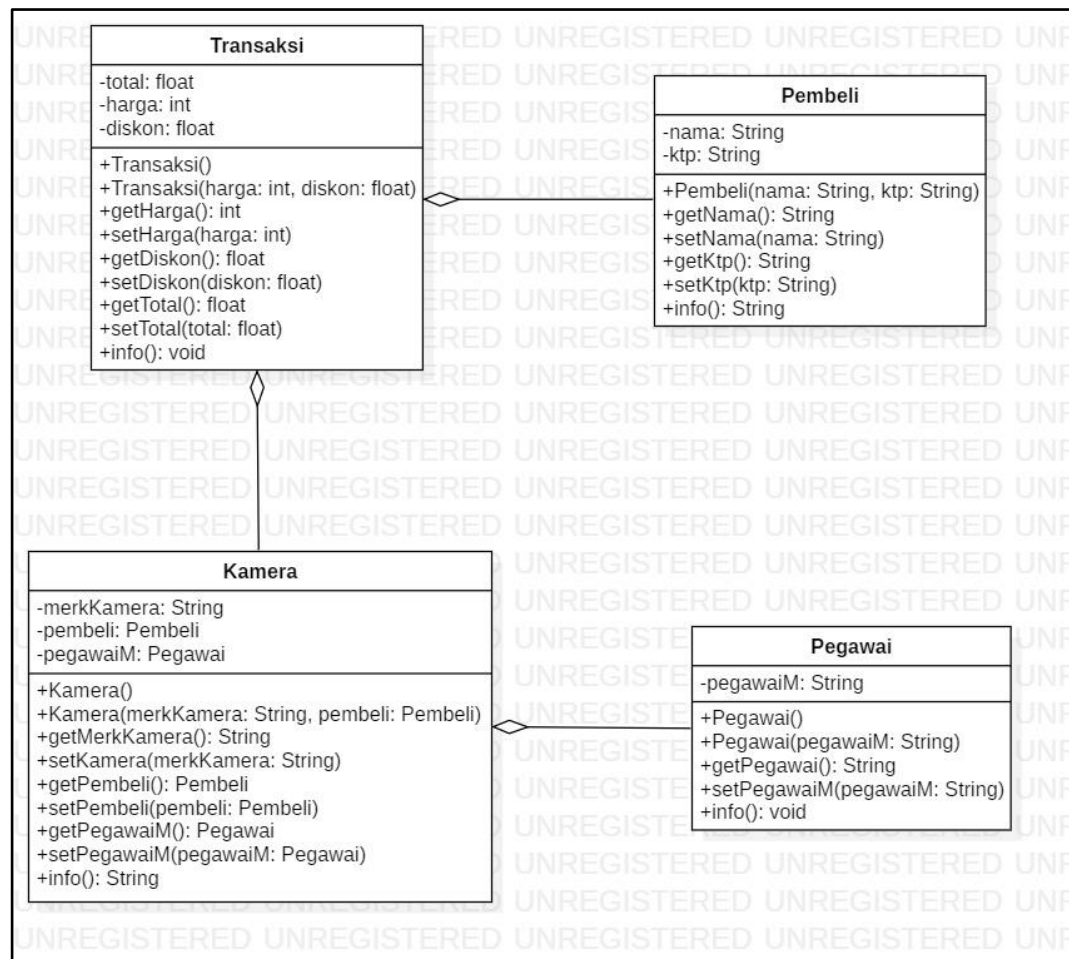 Transaksi
-total: float
-harga: int
-diskon: float
+Transaksi()
+Transaksi(harga: int, diskon: float)
+getHarga(): int
+setHarga(harga: int)
+getDiskon(): float
+setDiskon(diskon: float)
+getTotal(): float
+setTotal(total: float)
+info(): void
Pembeli
-nama: String
-ktp: String
+Pembeli(nama: String, ktp: String)
+getNama(): String
+setNama(nama: String)
+getKtp(): String
+setKtp(ktp: String)
+info(): String
Kamera
-merkKamera: String
-pembeli: Pembeli
-pegawaiM: Pegawai
+Kamera()
+Kamera(merkKamera: String, pembeli: Pembeli)
+getMerkKamera(): String
+setKamera(merkKamera: String)
+getPembeli(): Pembeli
+setPembeli(pembeli: Pembeli)
+getPegawaiM(): Pegawai
+setPegawaiM(pegawaiM: Pegawai)
+info(): String
Pegawai
-pegawaiM: String
+Pegawai()
+Pegawai(pegawaiM: String)
+getPegawai(): String
+setPegawaiM(pegawaiM: String)
+info(): void
UNREGISTERED UNREGISTERED UNREGISTERED